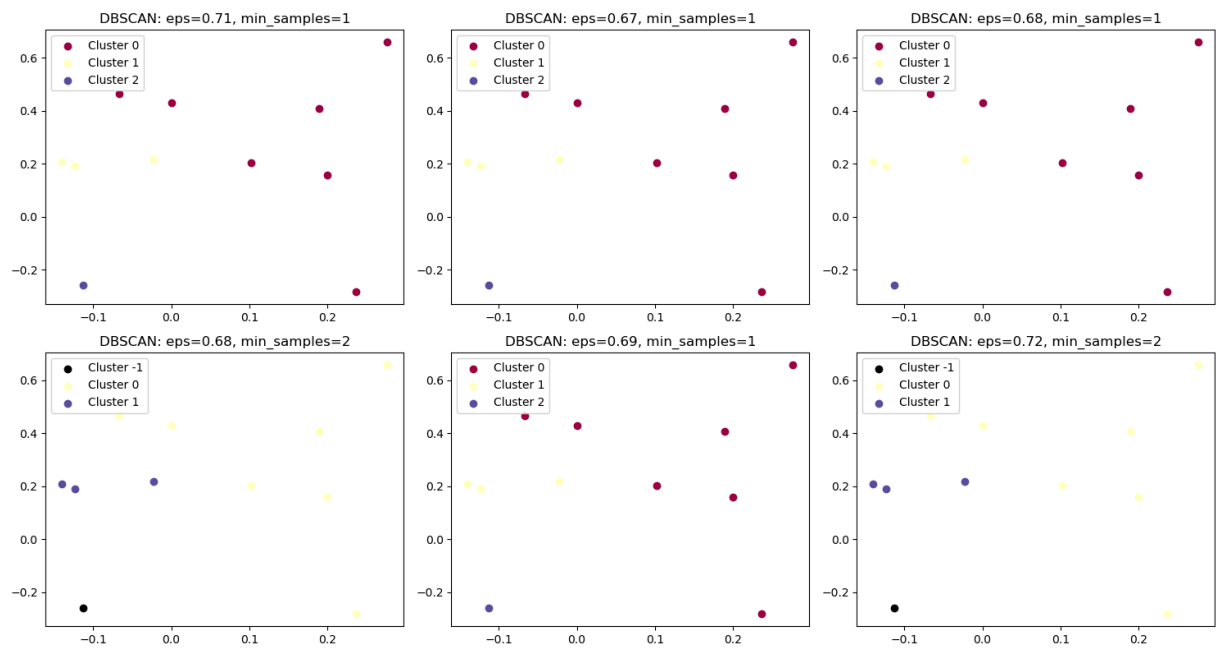 DBSCAN: eps=0.71, min_samples=1
Cluster 0
Cluster 1
Cluster 2
0.6
0.4
0.2
0.0
−0.2
−0.1 0.0 0.1 0.2
DBSCAN: eps=0.67, min_samples=1
Cluster 0
Cluster 1
Cluster 2
0.6
0.4
0.2
0.0
−0.2
−0.1 0.0 0.1 0.2
DBSCAN: eps=0.68, min_samples=1
Cluster 0
Cluster 1
Cluster 2
0.6
0.4
0.2
0.0
−0.2
−0.1 0.0 0.1 0.2
DBSCAN: eps=0.68, min_samples=2
Cluster -1
Cluster 0
Cluster 1
0.6
0.4
0.2
0.0
−0.2
−0.1 0.0 0.1 0.2
DBSCAN: eps=0.69, min_samples=1
Cluster 0
Cluster 1
Cluster 2
0.6
0.4
0.2
0.0
−0.2
−0.1 0.0 0.1 0.2
DBSCAN: eps=0.72, min_samples=2
Cluster -1
Cluster 0
Cluster 1
0.6
0.4
0.2
0.0
−0.2
−0.1 0.0 0.1 0.2